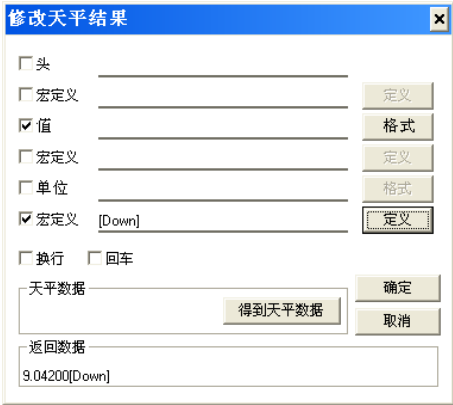 修改天平结果
头
宏定义 定义
值 格式
宏定义 定义
单位 格式
宏定义 [Down] 定义
换行 回车
天平数据 确定
得到天平数据
取消
返回数据
9.04200[Down]